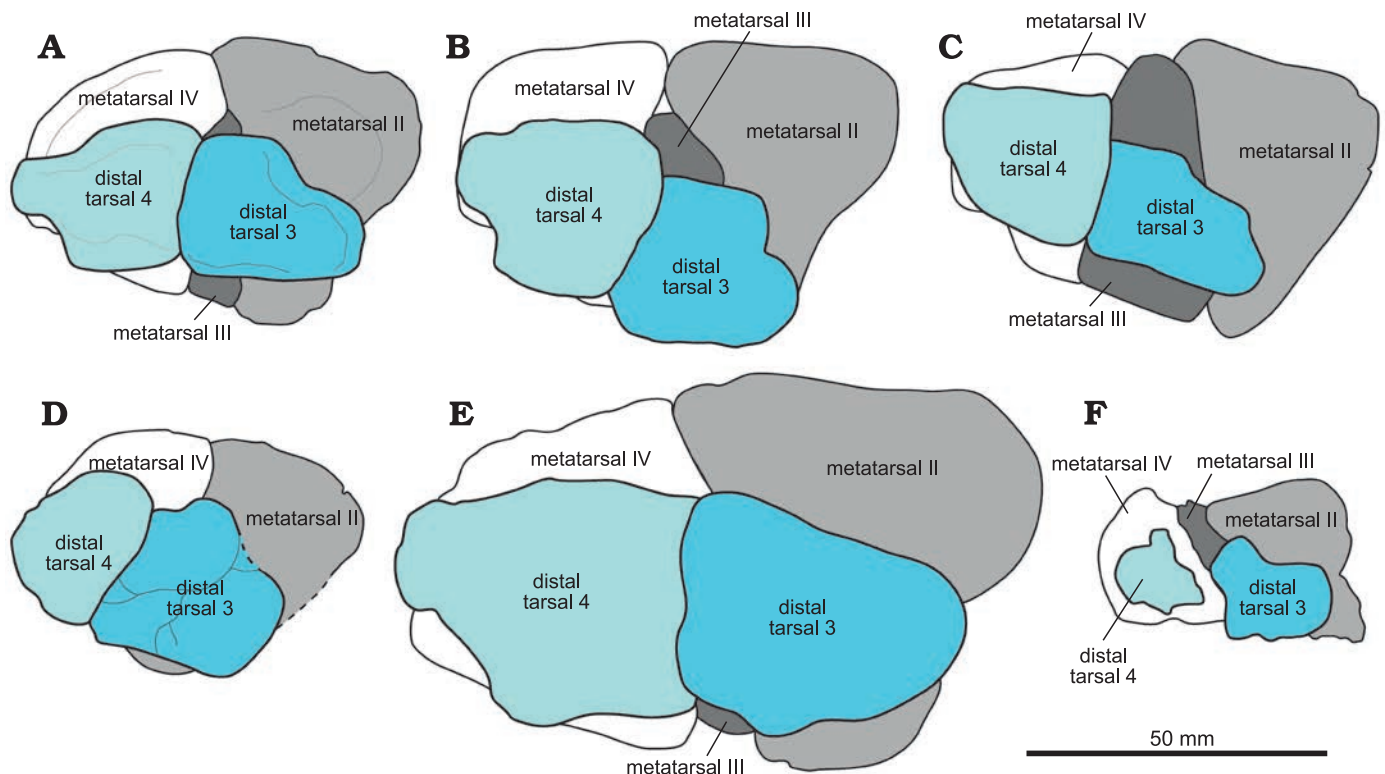 A
metatarsal IV
metatarsal II
distal
tarsal 4
distal
tarsal 3
metatarsal III
B
metatarsal III
metatarsal IV
metatarsal II
distal
tarsal 4
distal
tarsal 3
C
metatarsal IV
distal
tarsal 4
metatarsal II
distal
tarsal 3
metatarsal III
D
metatarsal IV
metatarsal II
distal
tarsal 4
distal
tarsal 3
E
metatarsal IV
metatarsal II
distal
tarsal 4
distal
tarsal 3
metatarsal III
F
metatarsal IV
metatarsal III
metatarsal II
distal
tarsal 3
distal
tarsal 4
50 mm